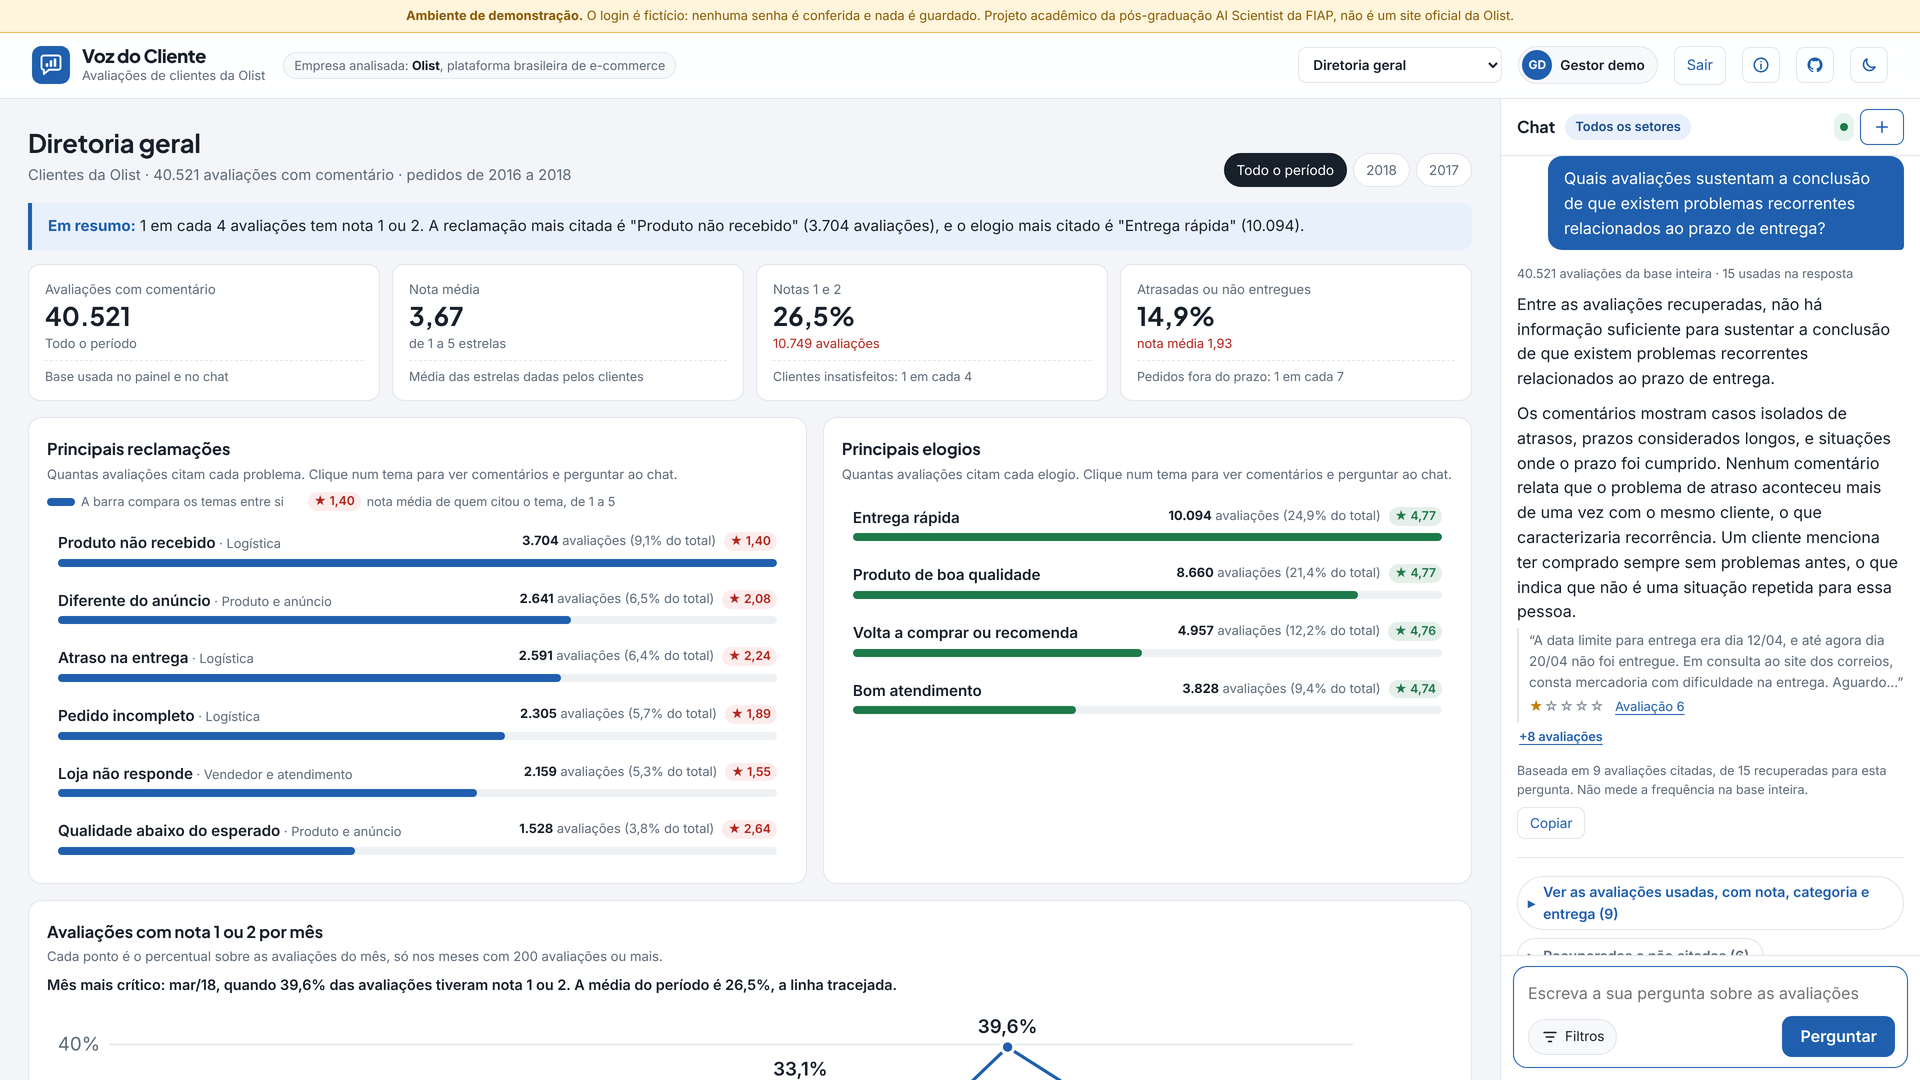 Ambiente de demonstração. O login é fictício: nenhuma senha é conferida e nada é guardado. Projeto acadêmico da pós-graduação AI Scientist da FIAP, não é um site oficial da Olist.
Voz do Cliente
Avaliações de clientes da Olist
Empresa analisada: Olist, plataforma brasileira de e-commerce
Diretoria geral
GD
Gestor demo
Sair
Diretoria geral
Clientes da Olist · 40.521 avaliações com comentário · pedidos de 2016 a 2018
Todo o período
2018
2017
Em resumo: 1 em cada 4 avaliações tem nota 1 ou 2. A reclamação mais citada é "Produto não recebido" (3.704 avaliações), e o elogio mais citado é "Entrega rápida" (10.094).
Avaliações com comentário
40.521
Todo o período
Base usada no painel e no chat
Nota média
3,67
de 1 a 5 estrelas
Média das estrelas dadas pelos clientes
Notas 1 e 2
26,5%
10.749 avaliações
Clientes insatisfeitos: 1 em cada 4
Atrasadas ou não entregues
14,9%
nota média 1,93
Pedidos fora do prazo: 1 em cada 7
Principais reclamações
Quantas avaliações citam cada problema. Clique num tema para ver comentários e perguntar ao chat.
A barra compara os temas entre si
★ 1,40
nota média de quem citou o tema, de 1 a 5
Produto não recebido · Logística
3.704 avaliações (9,1% do total)
★ 1,40
Diferente do anúncio · Produto e anúncio
2.641 avaliações (6,5% do total)
★ 2,08
Atraso na entrega · Logística
2.591 avaliações (6,4% do total)
★ 2,24
Pedido incompleto · Logística
2.305 avaliações (5,7% do total)
★ 1,89
Loja não responde · Vendedor e atendimento
2.159 avaliações (5,3% do total)
★ 1,55
Qualidade abaixo do esperado · Produto e anúncio
1.528 avaliações (3,8% do total)
★ 2,64
Principais elogios
Quantas avaliações citam cada elogio. Clique num tema para ver comentários e perguntar ao chat.
Entrega rápida
10.094 avaliações (24,9% do total)
★ 4,77
Produto de boa qualidade
8.660 avaliações (21,4% do total)
★ 4,77
Volta a comprar ou recomenda
4.957 avaliações (12,2% do total)
★ 4,76
Bom atendimento
3.828 avaliações (9,4% do total)
★ 4,74
Avaliações com nota 1 ou 2 por mês
Cada ponto é o percentual sobre as avaliações do mês, só nos meses com 200 avaliações ou mais.
Mês mais crítico: mar/18, quando 39,6% das avaliações tiveram nota 1 ou 2. A média do período é 26,5%, a linha tracejada.
39,6%
40%
33,1%
Chat
Todos os setores
+
Quais avaliações sustentam a conclusão
de que existem problemas recorrentes
relacionados ao prazo de entrega?
40.521 avaliações da base inteira · 15 usadas na resposta
Entre as avaliações recuperadas, não há
informação suficiente para sustentar a conclusão
de que existem problemas recorrentes
relacionados ao prazo de entrega.
Os comentários mostram casos isolados de
atrasos, prazos considerados longos, e situações
onde o prazo foi cumprido. Nenhum comentário
relata que o problema de atraso aconteceu mais
de uma vez com o mesmo cliente, o que
caracterizaria recorrência. Um cliente menciona
ter comprado sempre sem problemas antes, o que
indica que não é uma situação repetida para essa
pessoa.
“A data limite para entrega era dia 12/04, e até agora dia
20/04 não foi entregue. Em consulta ao site dos correios,
consta mercadoria com dificuldade na entrega. Aguardo...”
★☆☆☆☆ Avaliação 6
+8 avaliações
Baseada em 9 avaliações citadas, de 15 recuperadas para esta
pergunta. Não mede a frequência na base inteira.
Copiar
Ver as avaliações usadas, com nota, categoria e
entrega (9)
Recuperadas e não citadas (6)
Escreva a sua pergunta sobre as avaliações
Filtros
Perguntar